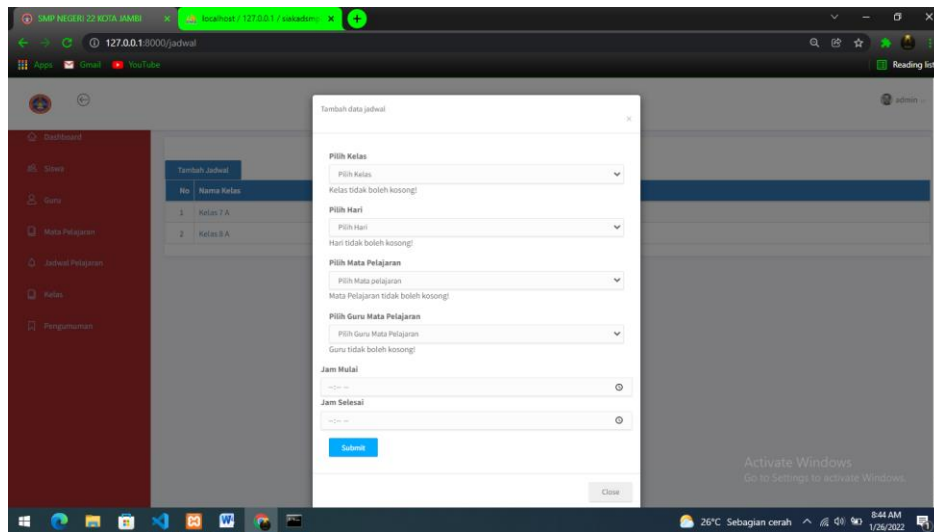 SMP NEGERI 22 KOTA JAMBI
localhost / 127.0.0.1 / siakadsmp
127.0.0.1:8000/jadwal
Apps Gmail YouTube
Reading list
admin
Tambah data jadwal
Dashboard
Siswa
Guru
Mata Pelajaran
Jadwal Pelajaran
Kelas
Pengumuman
Tambah Jadwal
No Nama Kelas
1 Kelas 7 A
2 Kelas 8 A
Pilih Kelas
Pilih Kelas
Kelas tidak boleh kosong!
Pilih Hari
Pilih Hari
Hari tidak boleh kosong!
Pilih Mata Pelajaran
Pilih Mata pelajaran
Mata Pelajaran tidak boleh kosong!
Pilih Guru Mata Pelajaran
Pilih Guru Mata Pelajaran
Guru tidak boleh kosong!
Jam Mulai
--:-- --
Jam Selesai
--:-- --
Submit
Close
Activate Windows
Go to Settings to activate Windows.
26°C Sebagian cerah
8:44 AM
1/26/2022